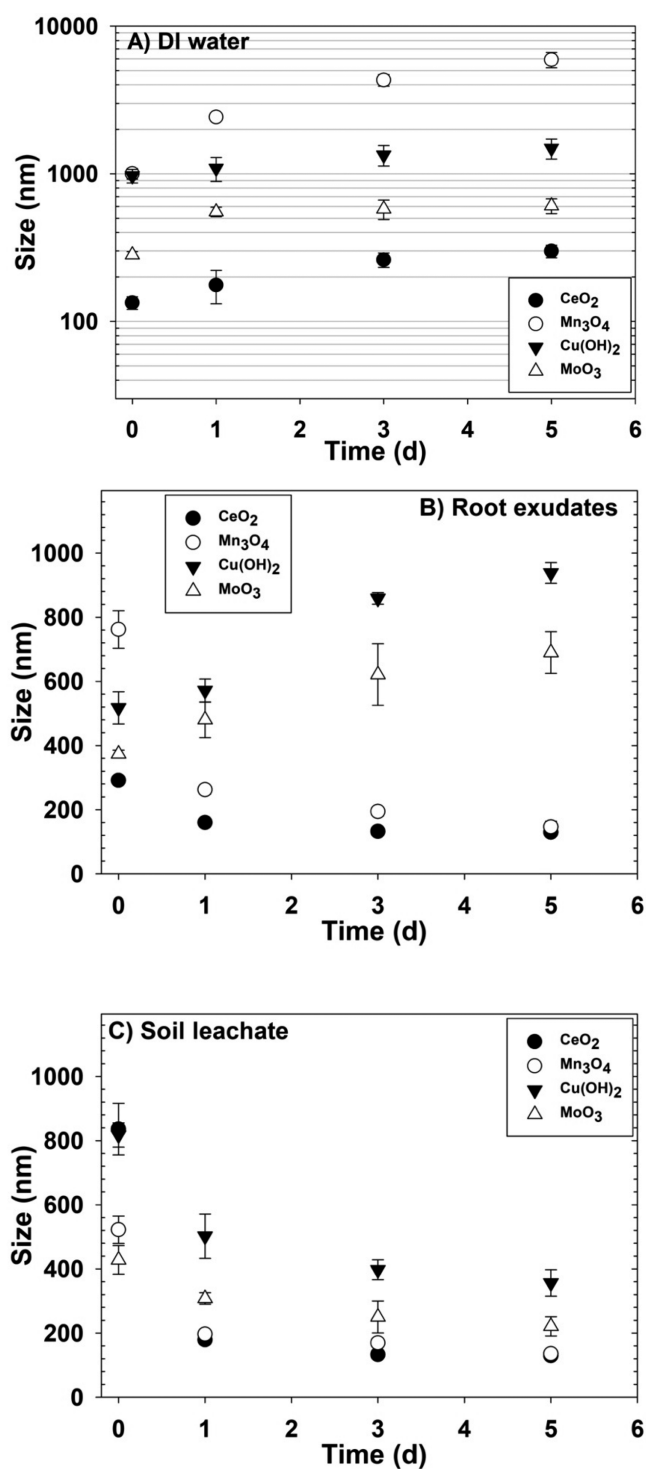 A) DI water
10000
1000
100
Size (nm)
CeO2
Mn3O4
Cu(OH)2
MoO3
0 1 2 3 4 5 6
Time (d)
B) Root exudates
CeO2
Mn3O4
Cu(OH)2
MoO3
1000
800
600
400
200
0
Size (nm)
0 1 2 3 4 5 6
Time (d)
C) Soil leachate
CeO2
Mn3O4
Cu(OH)2
MoO3
1000
800
600
400
200
0
Size (nm)
0 1 2 3 4 5 6
Time (d)